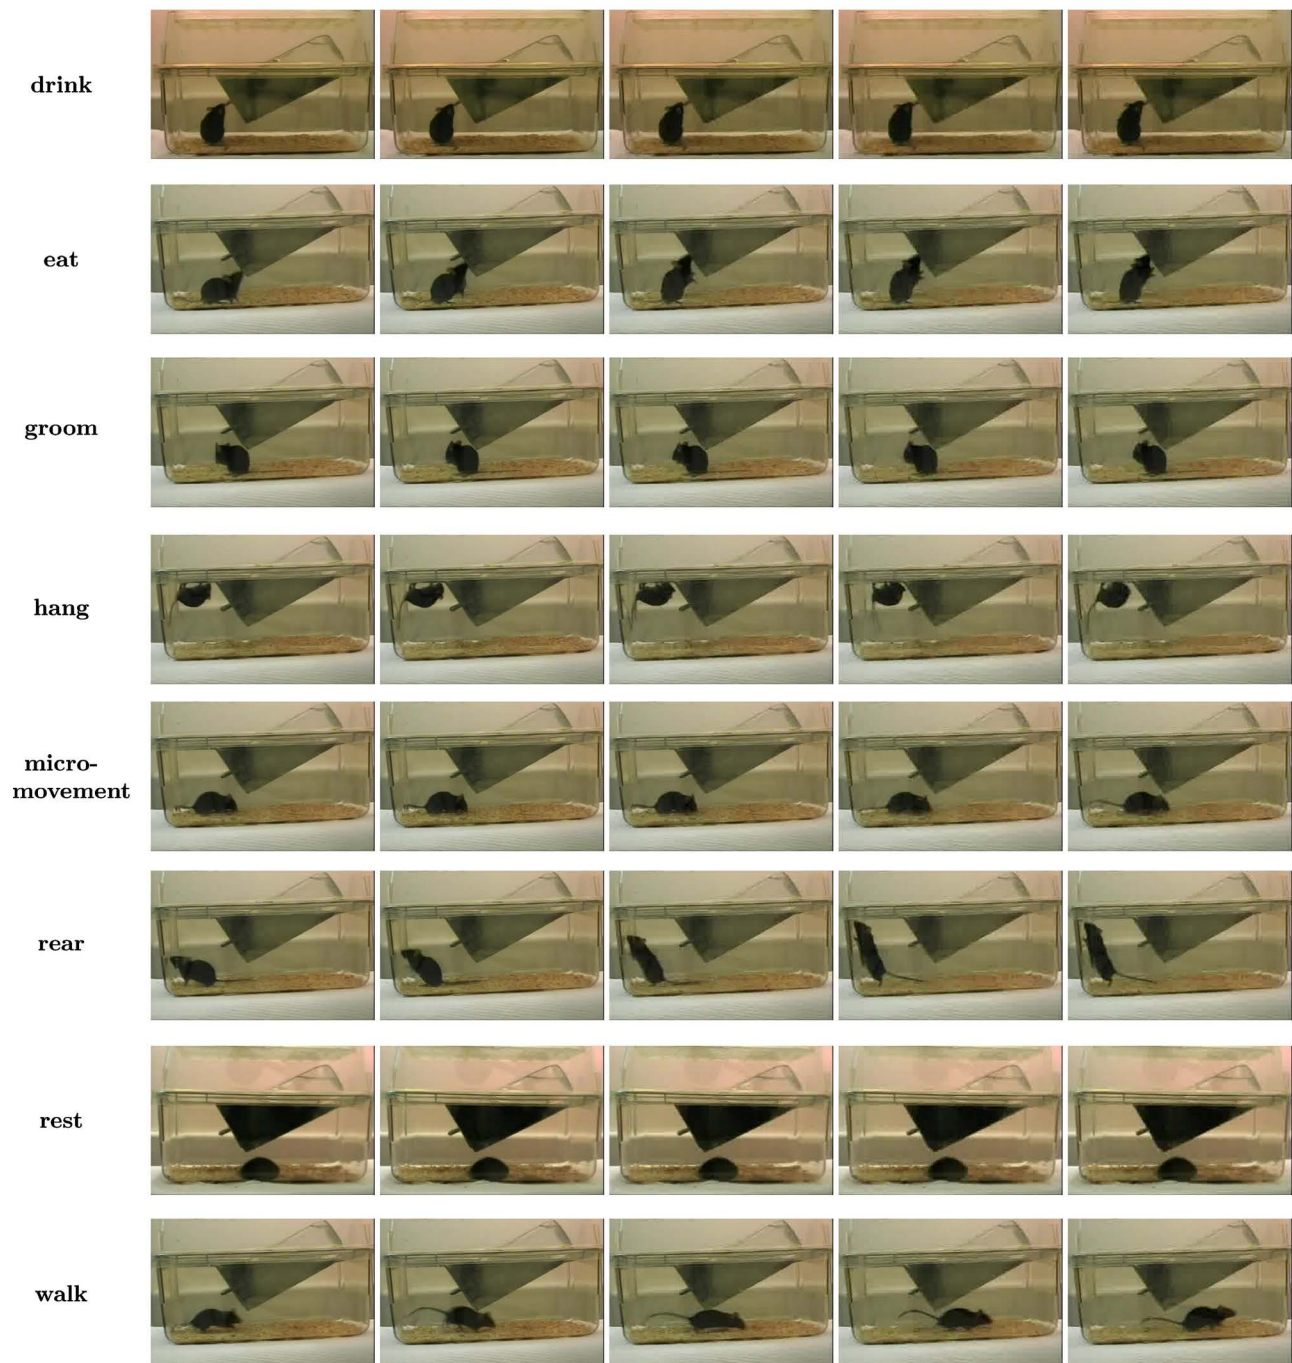 drink
eat
groom
hang
micro-
movement
rear
rest
walk